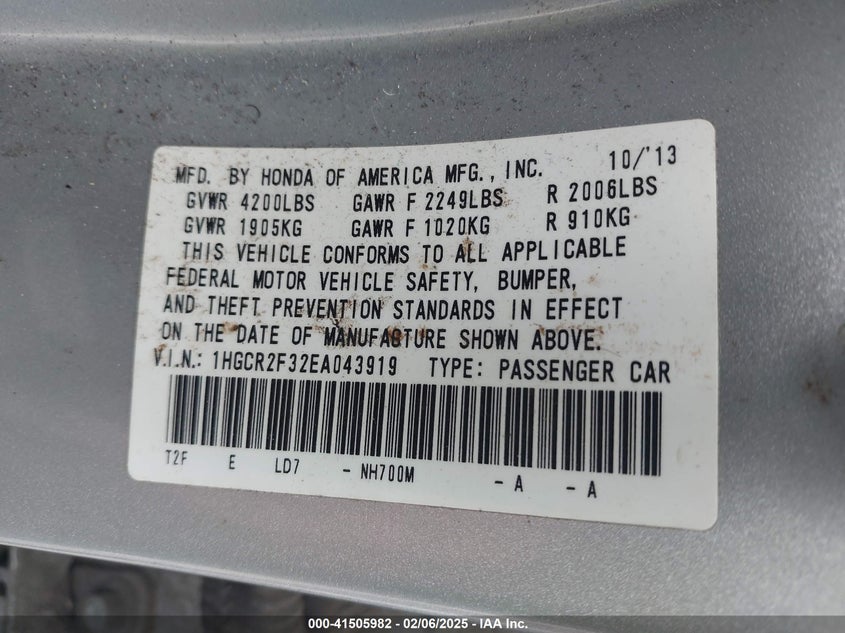 MFD. BY HONDA OF AMERICA MFG., INC. 10/'13
GVWR 4200LBS GAWR F 2249LBS R 2006LBS
GVWR 1905KG GAWR F 1020KG R 910KG
THIS VEHICLE CONFORMS TO ALL APPLICABLE
FEDERAL MOTOR VEHICLE SAFETY, BUMPER,
AND THEFT PREVENTION STANDARDS IN EFFECT
ON THE DATE OF MANUFACTURE SHOWN ABOVE.
V.I.N.: 1HGCR2F32EA043919 TYPE: PASSENGER CAR
T2F E LD7 - NH700M - A - A
000-41505982 - 02/06/2025 - IAA Inc.